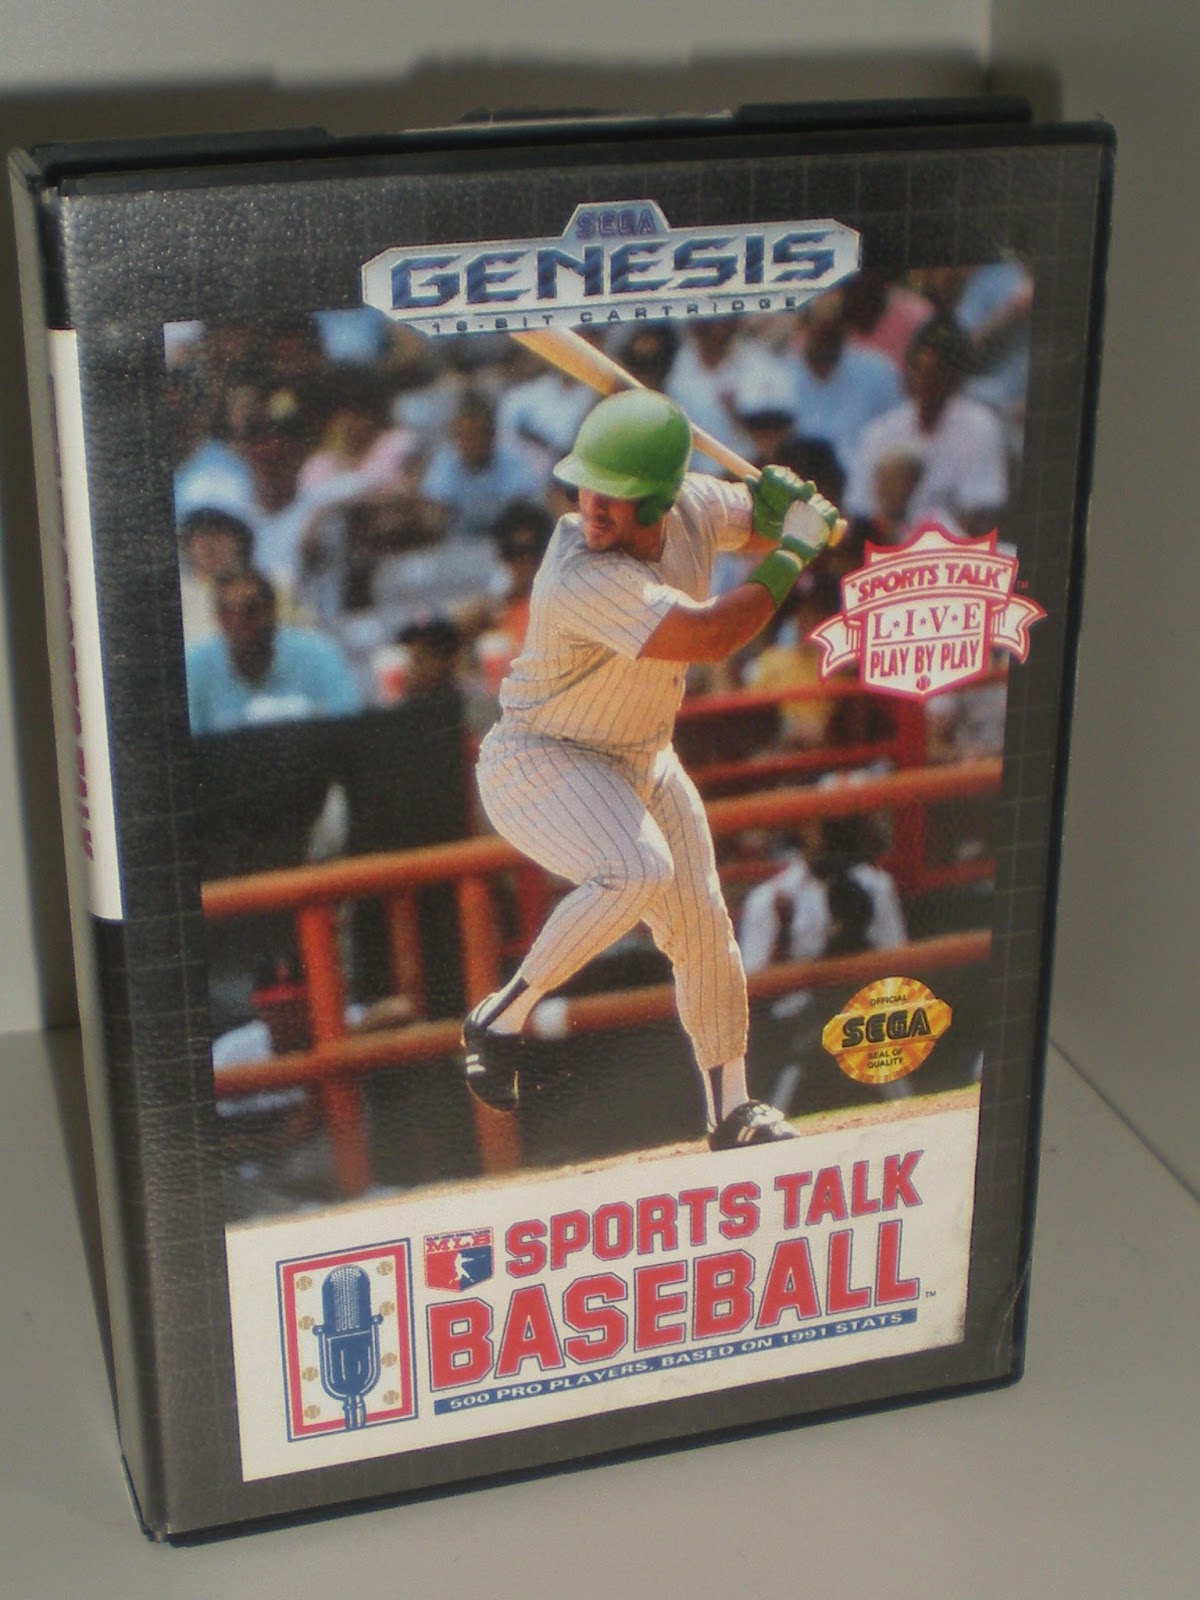 SEGA
GENESIS
16-BIT CARTRIDGE
"SPORTS TALK"™
L★I★V★E
PLAY BY PLAY
OFFICIAL
SEGA
SEAL OF
QUALITY
MLB
SPORTS TALK
BASEBALL™
500 PRO PLAYERS, BASED ON 1991 STATS